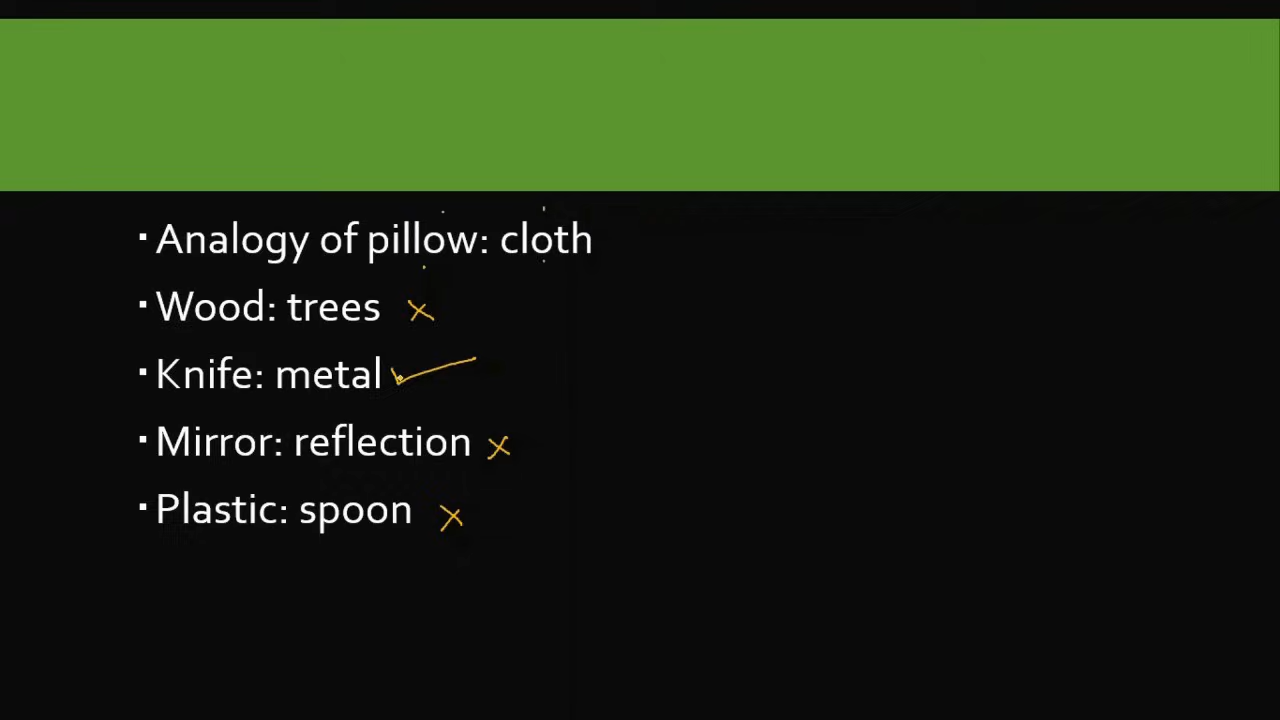 ▪ Analogy of pillow: cloth
▪ Wood: trees ×
▪ Knife: metal ✓
▪ Mirror: reflection ×
▪ Plastic: spoon ×